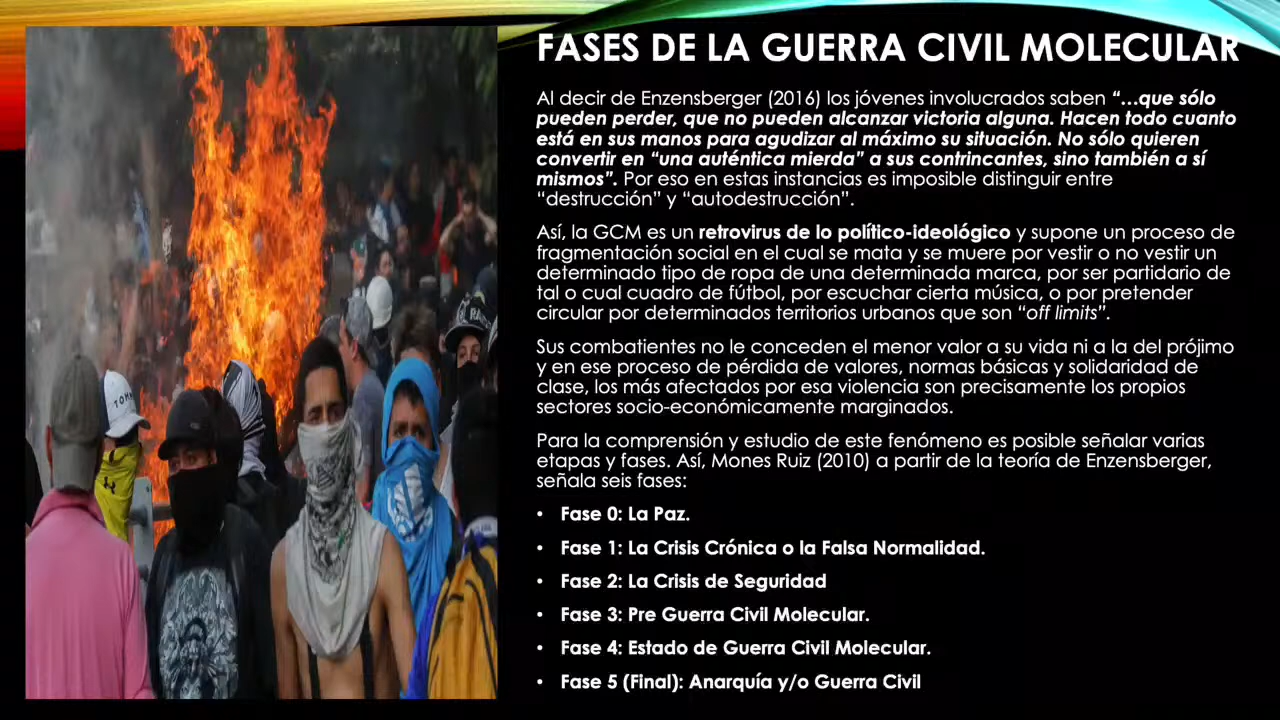 FASES DE LA GUERRA CIVIL MOLECULAR
Al decir de Enzensberger (2016) los jóvenes involucrados saben “…que sólo
pueden perder, que no pueden alcanzar victoria alguna. Hacen todo cuanto
está en sus manos para agudizar al máximo su situación. No sólo quieren
convertir en “una auténtica mierda” a sus contrincantes, sino también a sí
mismos”. Por eso en estas instancias es imposible distinguir entre
“destrucción” y “autodestrucción”.
Así, la GCM es un retrovirus de lo político-ideológico y supone un proceso de
fragmentación social en el cual se mata y se muere por vestir o no vestir un
determinado tipo de ropa de una determinada marca, por ser partidario de
tal o cual cuadro de fútbol, por escuchar cierta música, o por pretender
circular por determinados territorios urbanos que son “off limits”.
Sus combatientes no le conceden el menor valor a su vida ni a la del prójimo
y en ese proceso de pérdida de valores, normas básicas y solidaridad de
clase, los más afectados por esa violencia son precisamente los propios
sectores socio-económicamente marginados.
Para la comprensión y estudio de este fenómeno es posible señalar varias
etapas y fases. Así, Mones Ruiz (2010) a partir de la teoría de Enzensberger,
señala seis fases:
• Fase 0: La Paz.
• Fase 1: La Crisis Crónica o la Falsa Normalidad.
• Fase 2: La Crisis de Seguridad
• Fase 3: Pre Guerra Civil Molecular.
• Fase 4: Estado de Guerra Civil Molecular.
• Fase 5 (Final): Anarquía y/o Guerra Civil